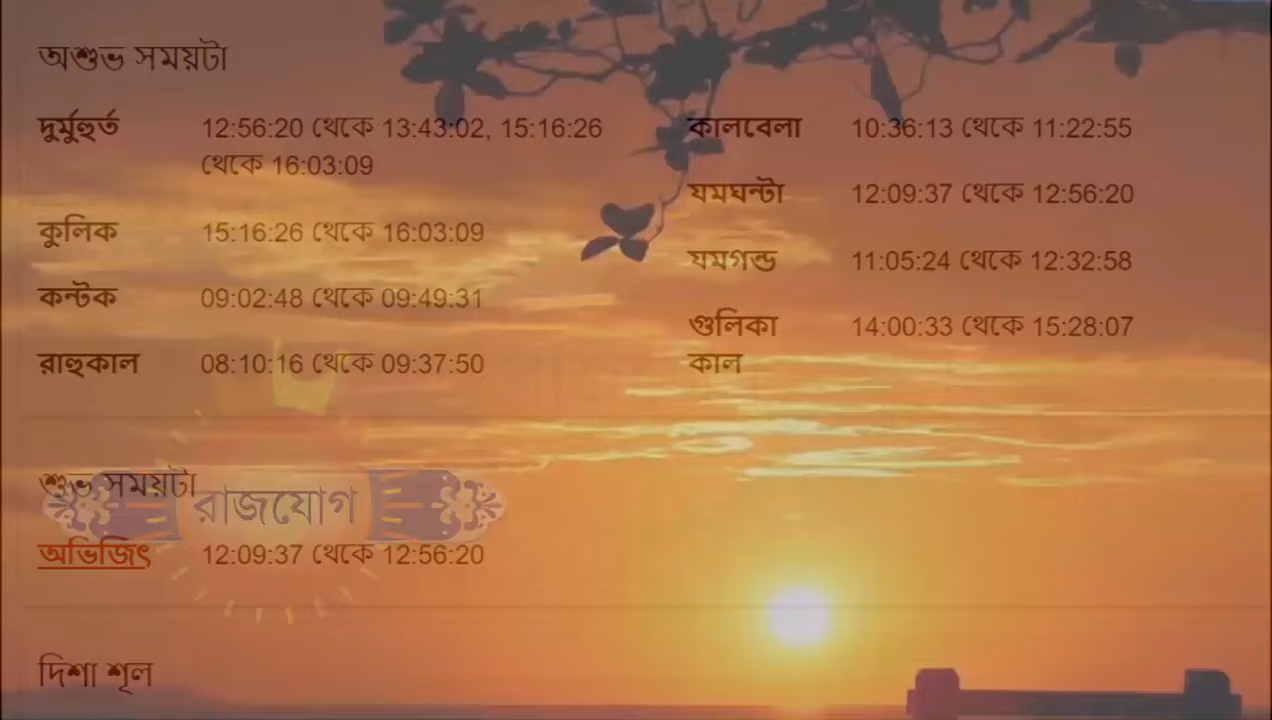 অশুভ সময়টা
দুর্মুহুর্ত 12:56:20 থেকে 13:43:02, 15:16:26
থেকে 16:03:09
কুলিক 15:16:26 থেকে 16:03:09
কন্টক 09:02:48 থেকে 09:49:31
রাহুকাল 08:10:16 থেকে 09:37:50
কালবেলা 10:36:13 থেকে 11:22:55
যমঘন্টা 12:09:37 থেকে 12:56:20
যমগন্ড 11:05:24 থেকে 12:32:58
গুলিকা 14:00:33 থেকে 15:28:07
কাল
শুভ সময়টা
রাজযোগ
অভিজিৎ 12:09:37 থেকে 12:56:20
দিশা শূল